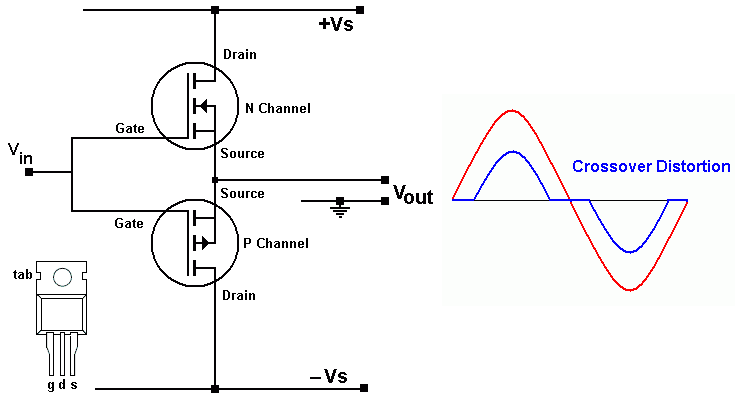 +Vs
Drain
N Channel
Gate
Vin
Source
Crossover Distortion
Source
Vout
Gate
P Channel
tab
Drain
g d s
–Vs